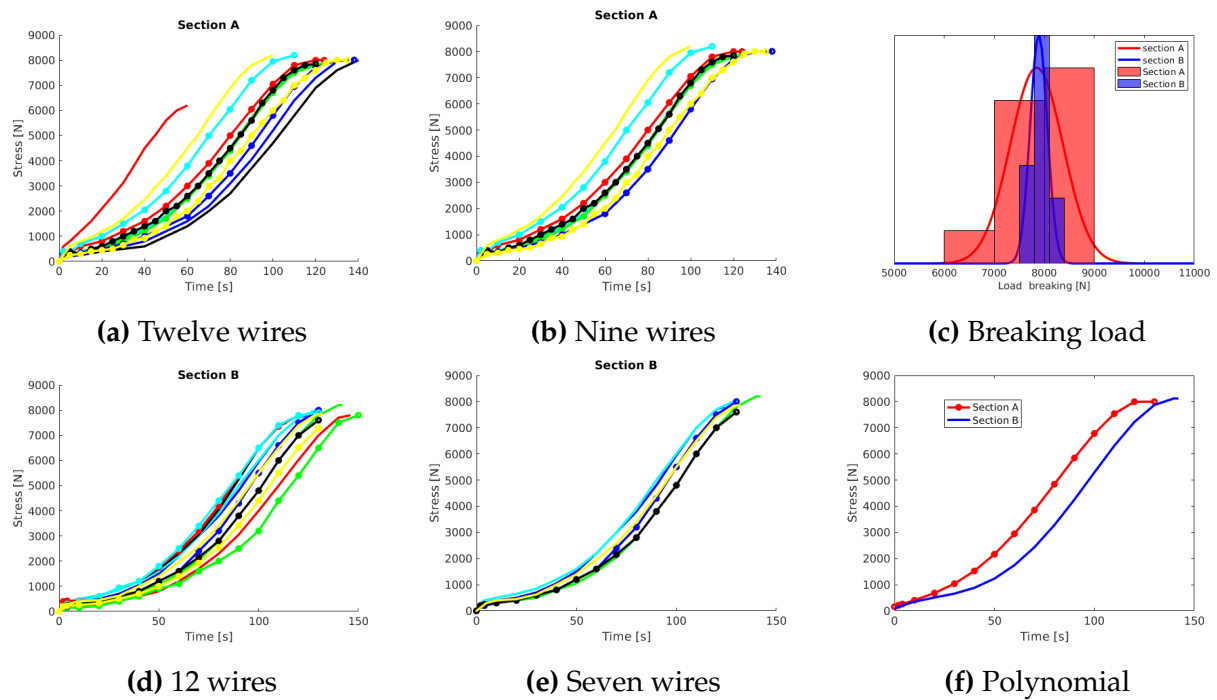 Section A
9000
8000
7000
6000
5000
4000
3000
2000
1000
0
Stress [N]
0 20 40 60 80 100 120 140
Time [s]
(a) Twelve wires
Section A
9000
8000
7000
6000
5000
4000
3000
2000
1000
0
Stress [N]
0 20 40 60 80 100 120 140
Time [s]
(b) Nine wires
section A
section B
Section A
Section B
5000 6000 7000 8000 9000 10000 11000
Load breaking [N]
(c) Breaking load
Section B
9000
8000
7000
6000
5000
4000
3000
2000
1000
0
Stress [N]
0 50 100 150
Time [s]
(d) 12 wires
Section B
9000
8000
7000
6000
5000
4000
3000
2000
1000
0
Stress [N]
0 50 100 150
Time [s]
(e) Seven wires
9000
8000
7000
6000
5000
4000
3000
2000
1000
0
Stress [N]
Section A
Section B
0 50 100 150
Time [s]
(f) Polynomial